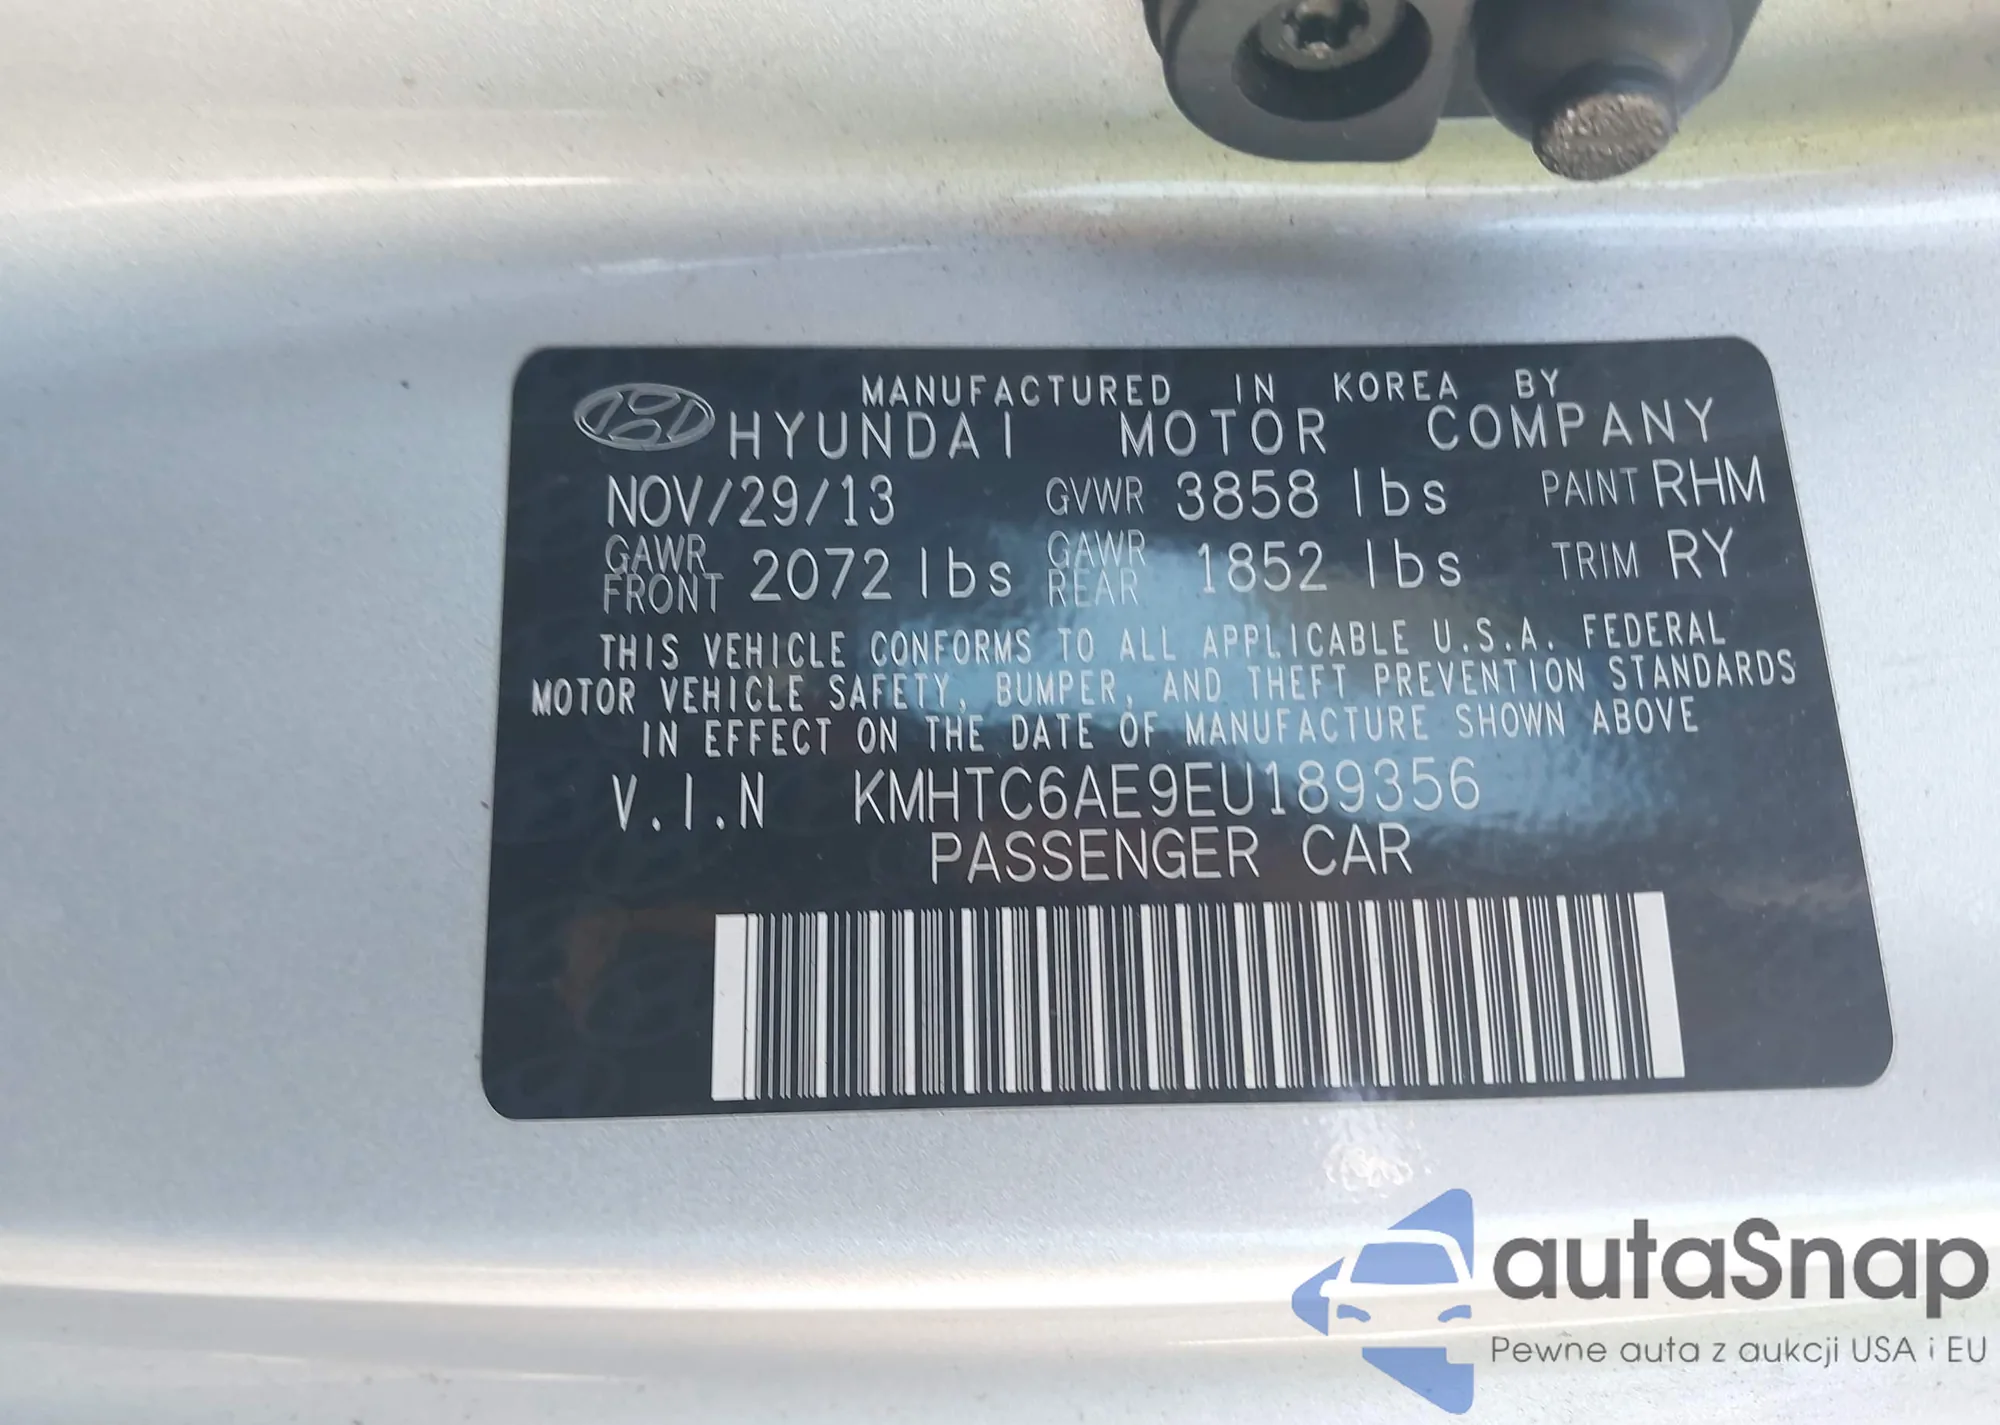 MANUFACTURED IN KOREA BY
HYUNDAI MOTOR COMPANY
NOV/29/13 GVWR 3858 lbs PAINT RHM
GAWR FRONT 2072 lbs GAWR REAR 1852 lbs TRIM RY
THIS VEHICLE CONFORMS TO ALL APPLICABLE U.S.A. FEDERAL
MOTOR VEHICLE SAFETY, BUMPER, AND THEFT PREVENTION STANDARDS
IN EFFECT ON THE DATE OF MANUFACTURE SHOWN ABOVE
V.I.N KMHTC6AE9EU189356
PASSENGER CAR
autaSnap
Pewne auta z aukcji USA i EU